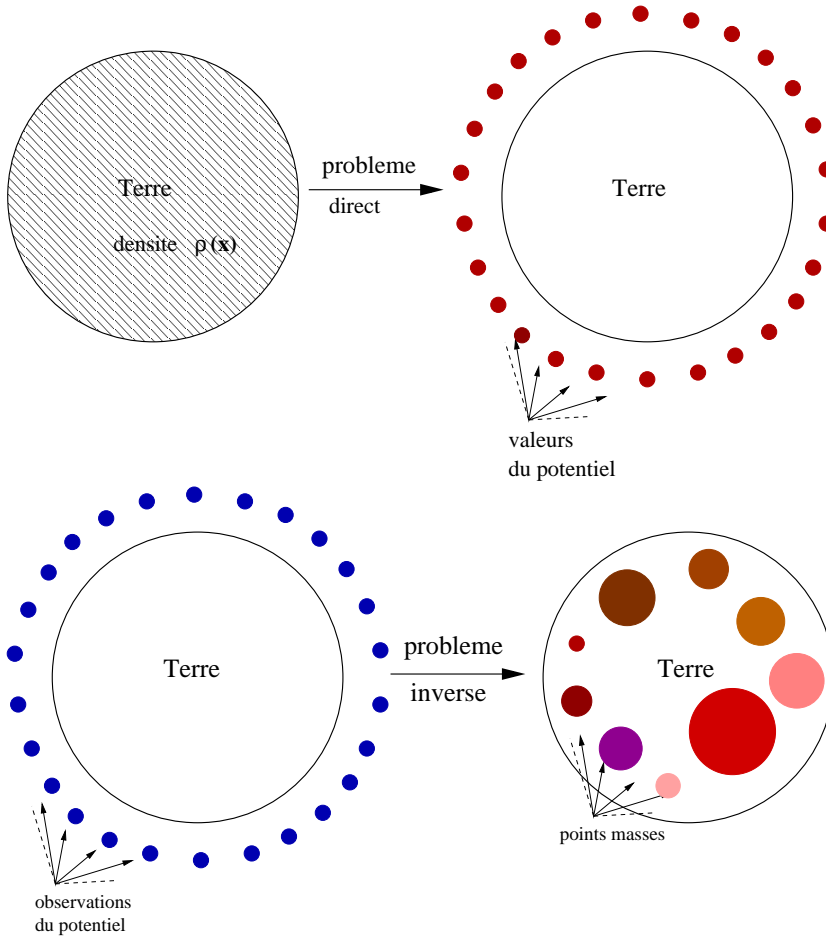 Terre
densite ρ(x)
probleme
direct
Terre
valeurs
du potentiel
Terre
probleme
inverse
Terre
observations
du potentiel
points masses